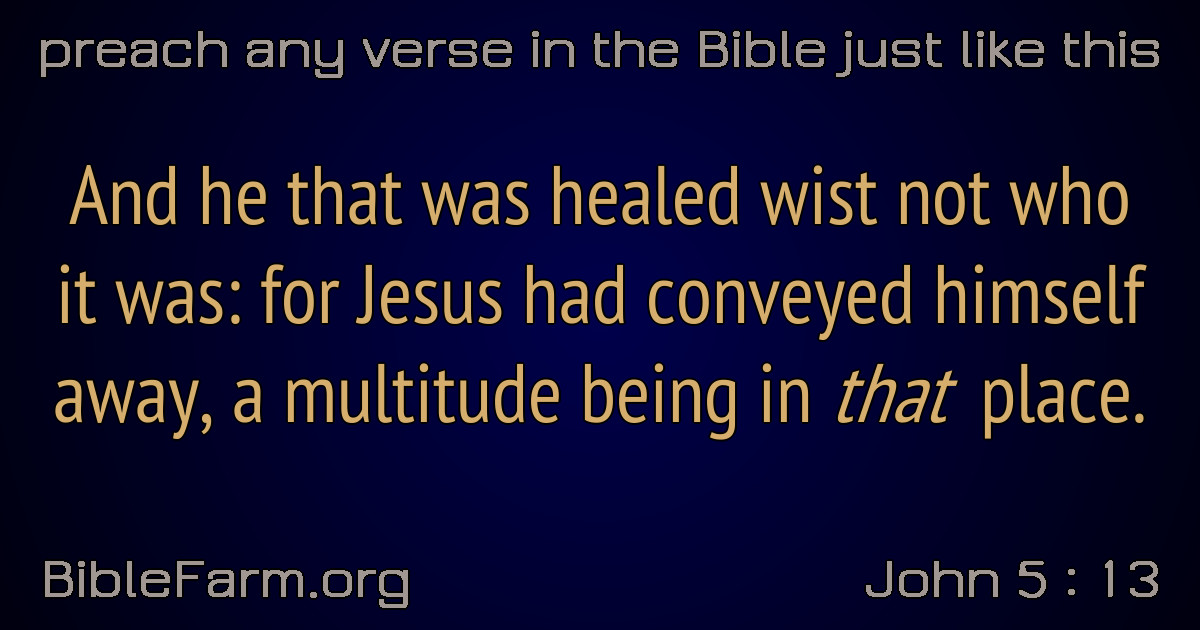 preach any verse in the Bible just like this
And he that was healed wist not who
it was: for Jesus had conveyed himself
away, a multitude being in that place.
BibleFarm.org
John 5 : 13